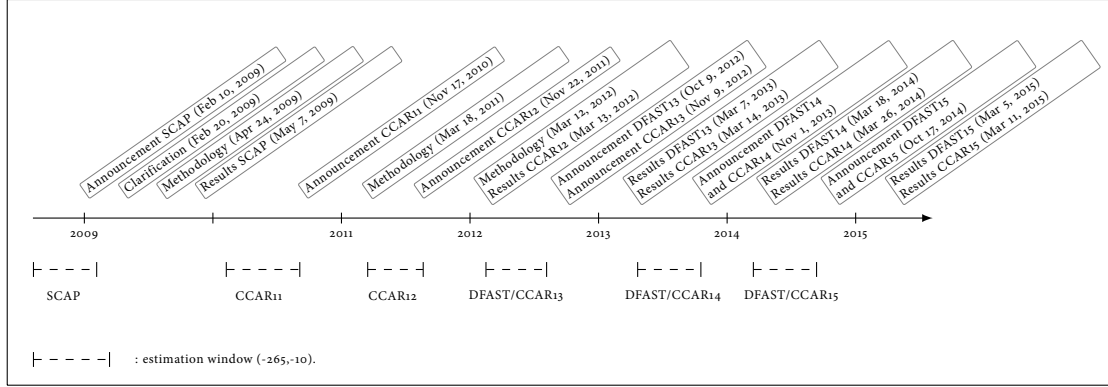 Announcement SCAP (Feb 10, 2009)
Clarification (Feb 20, 2009)
Methodology (Apr 24, 2009)
Results SCAP (May 7, 2009)
Announcement CCAR11 (Nov 17, 2010)
Methodology (Mar 18, 2011)
Announcement CCAR12 (Nov 22, 2011)
Methodology (Mar 12, 2012)
Results CCAR12 (Mar 13, 2012)
Announcement DFAST13 (Oct 9, 2012)
Announcement CCAR13 (Nov 9, 2012)
Results DFAST13 (Mar 7, 2013)
Results CCAR13 (Mar 14, 2013)
Announcement DFAST14
and CCAR14 (Nov 1, 2013)
Results DFAST14 (Mar 18, 2014)
Results CCAR14 (Mar 26, 2014)
Announcement DFAST15
and CCAR15 (Oct 17, 2014)
Results DFAST15 (Mar 5, 2015)
Results CCAR15 (Mar 11, 2015)
2009 2011 2012 2013 2014 2015
SCAP CCAR11 CCAR12 DFAST/CCAR13 DFAST/CCAR14 DFAST/CCAR15
: estimation window (-265,-10).